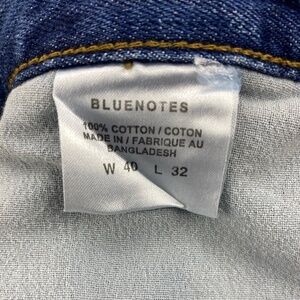 BLUENOTES
100% COTTON / COTON
MADE IN / FABRIQUE AU
BANGLADESH
W 40 L 32